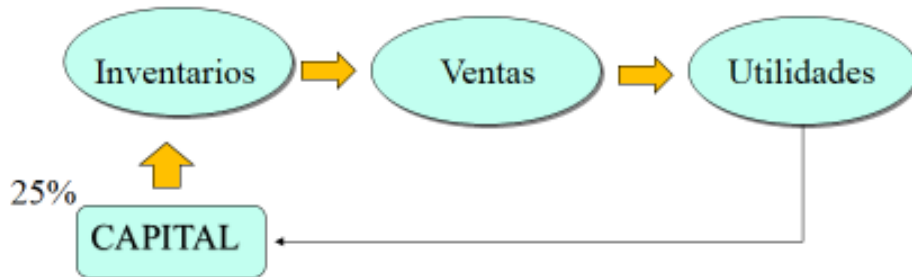 Inventarios
Ventas
Utilidades
25%
CAPITAL